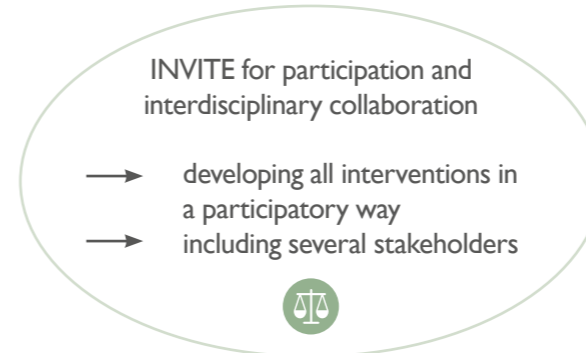 INVITE for participation and
interdisciplinary collaboration
→ developing all interventions in
a participatory way
→ including several stakeholders